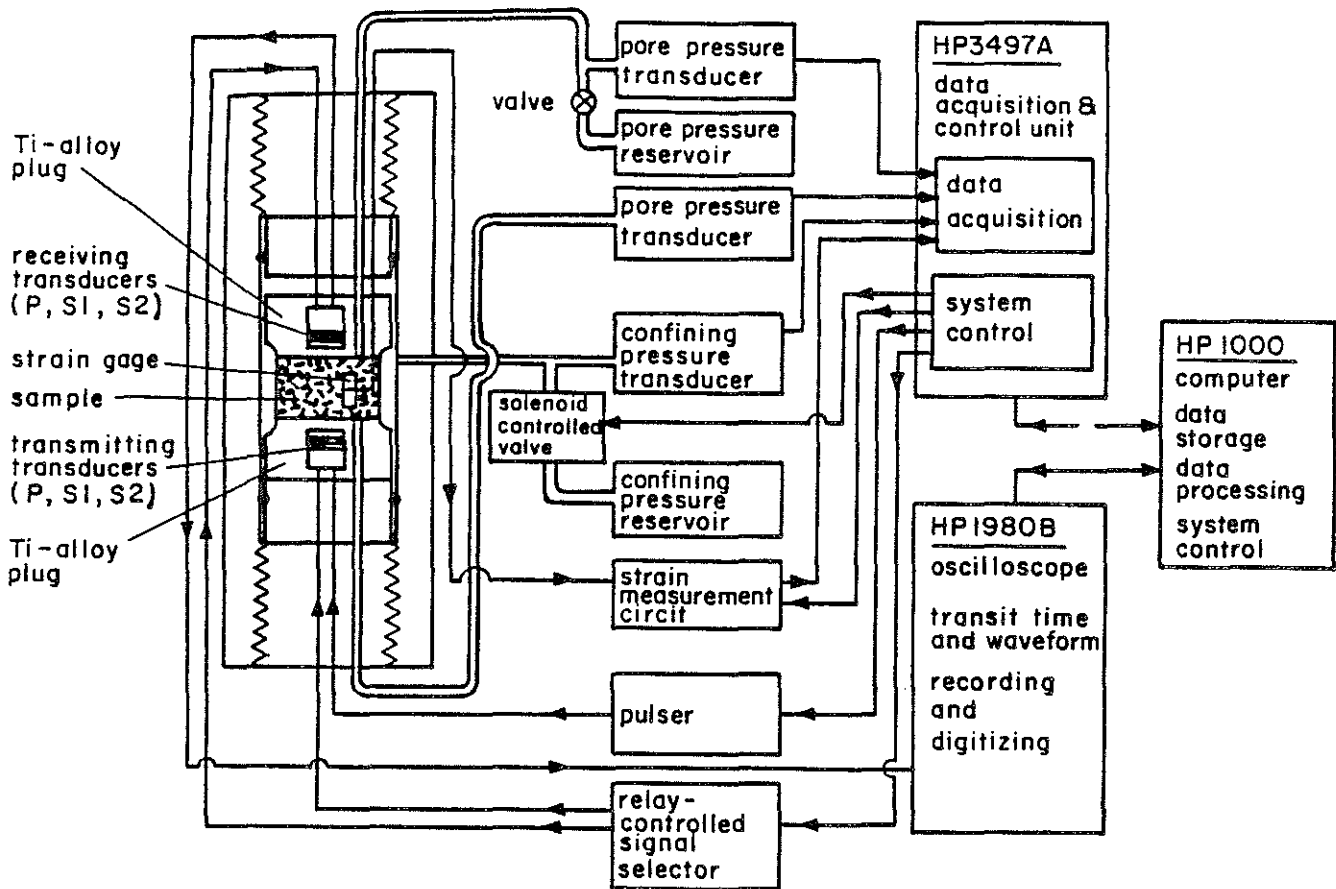 Ti-alloy
plug
receiving
transducers
(P, S1, S2)
strain gage
sample
transmitting
transducers
(P, S1, S2)
Ti-alloy
plug
valve
pore pressure
transducer
pore pressure
reservoir
pore pressure
transducer
confining
pressure
transducer
solenoid
controlled
valve
confining
pressure
reservoir
strain
measurement
circit
pulser
relay-
controlled
signal
selector
HP3497A
data
acquisition &
control unit
data
acquisition
system
control
HP1980B
oscilloscope
transit time
and waveform
recording
and
digitizing
HP 1000
computer
data
storage
data
processing
system
control